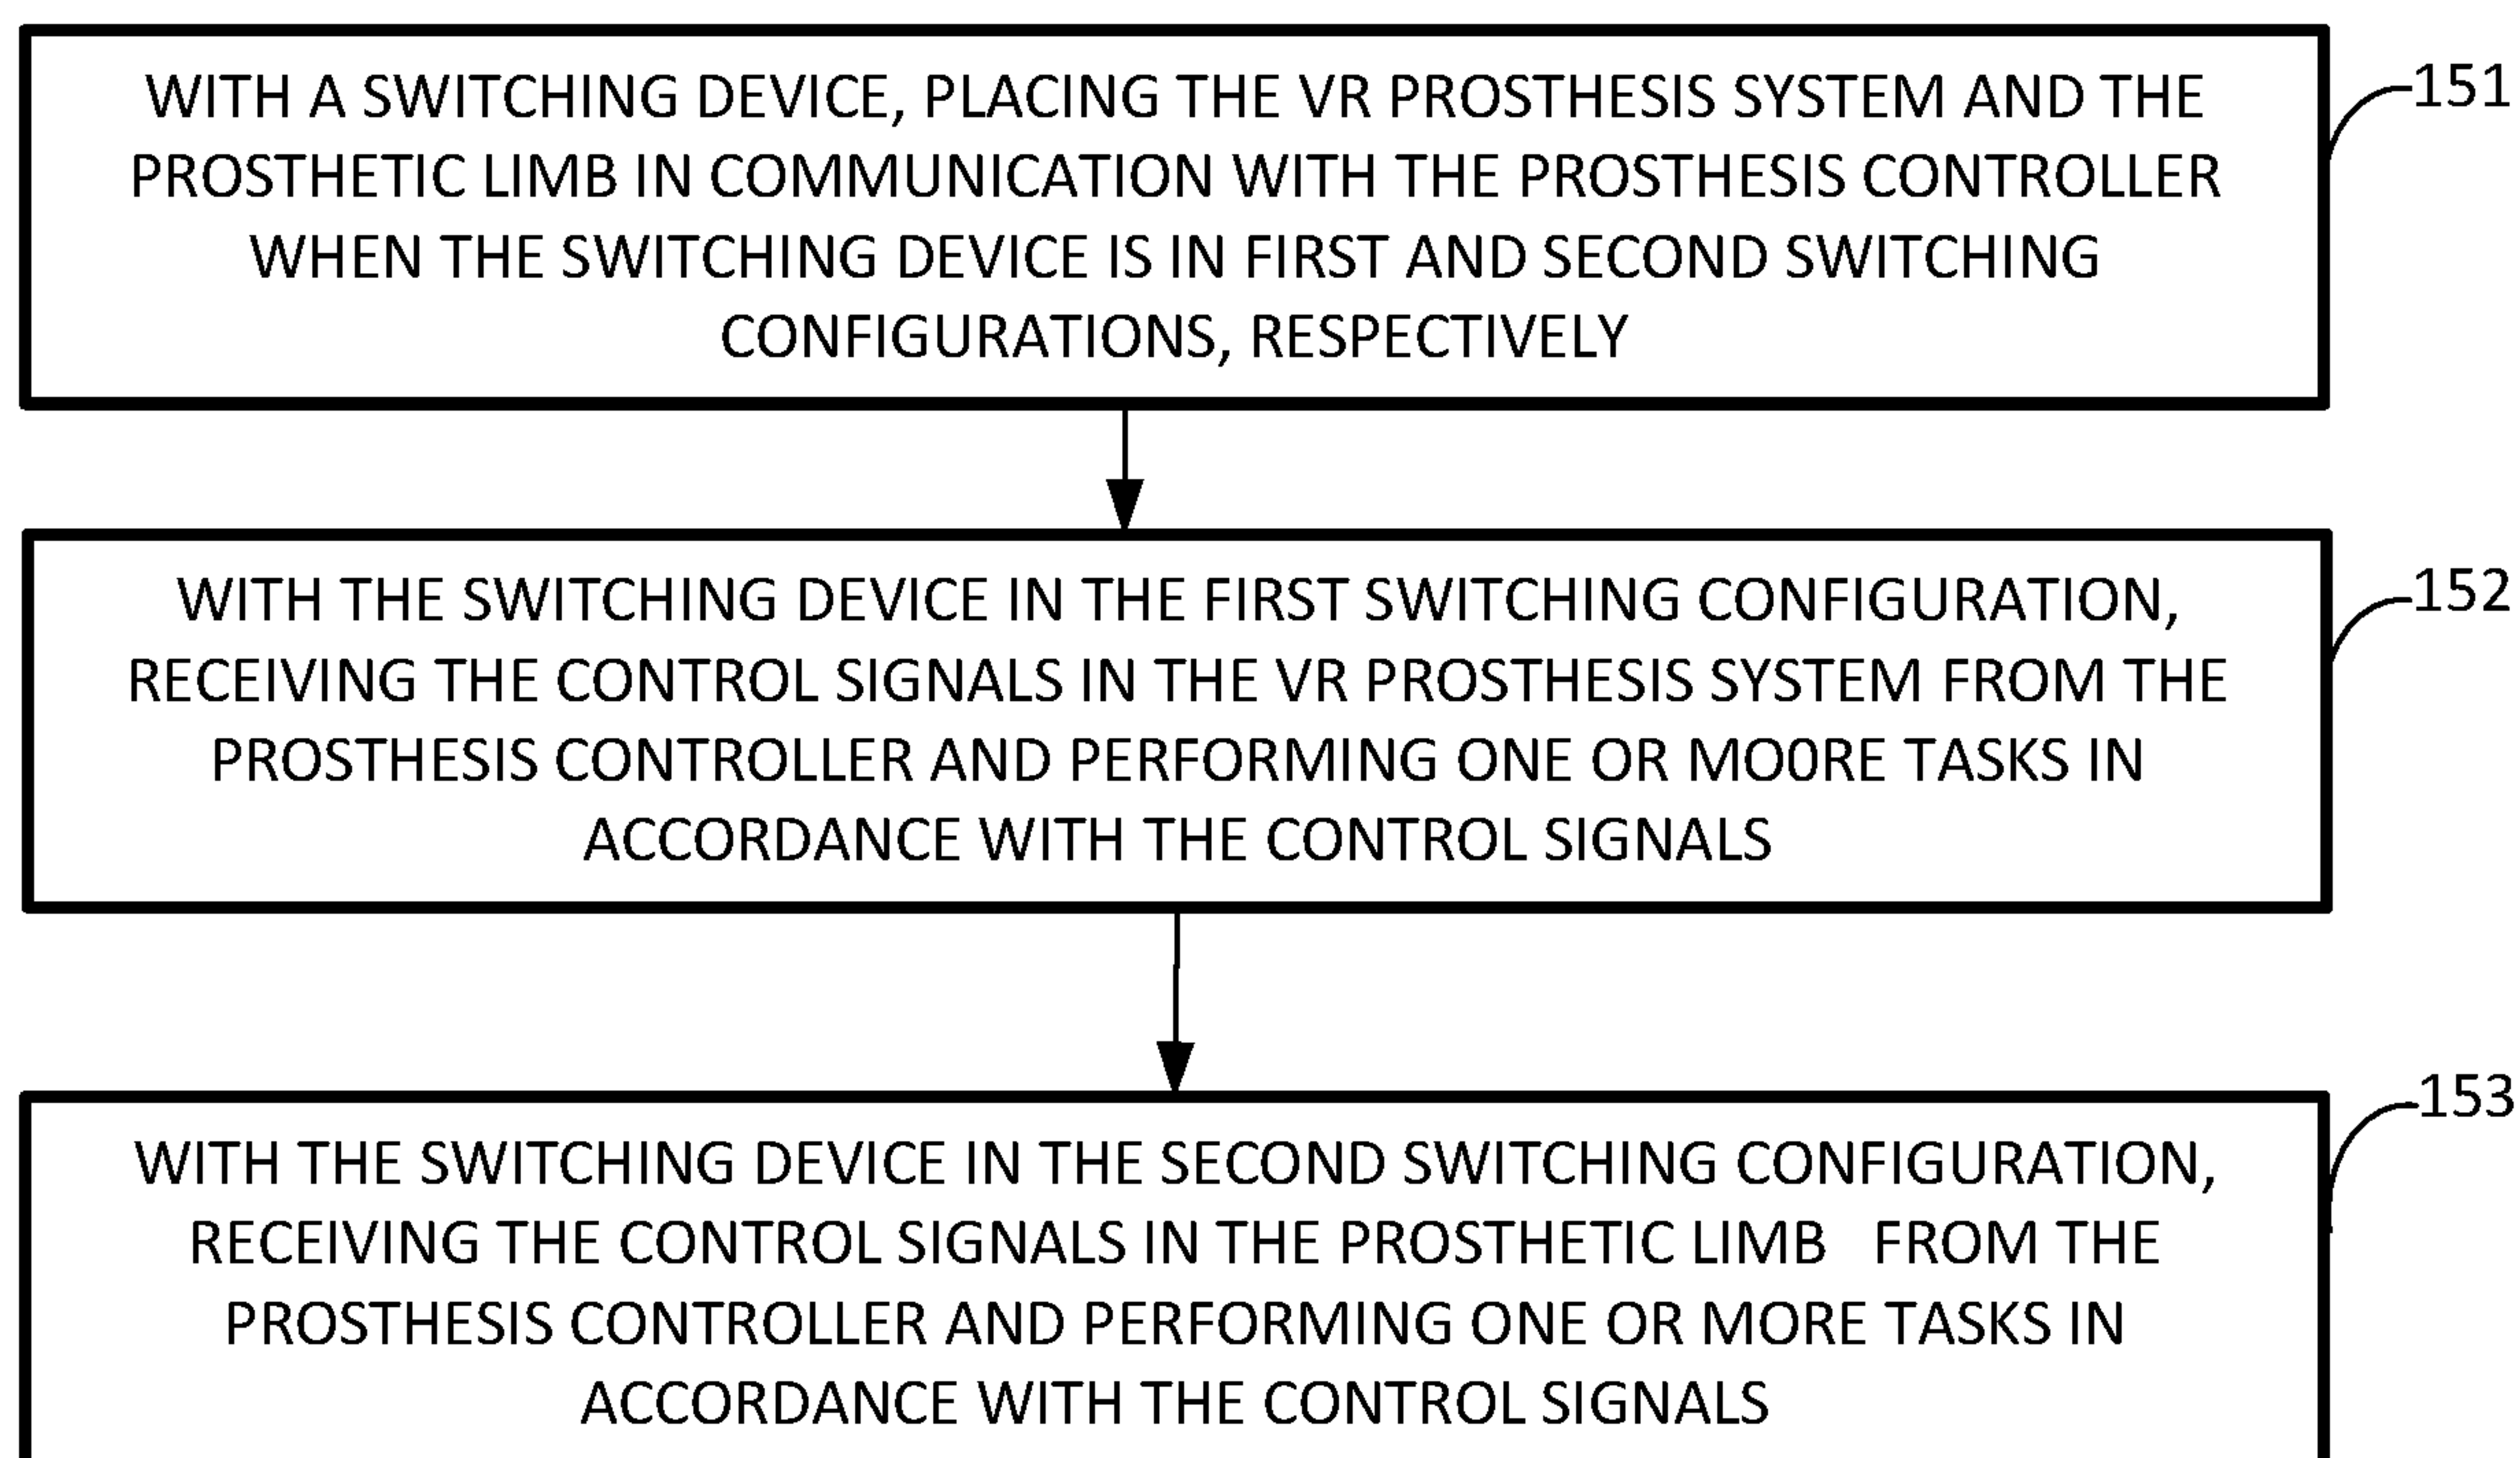 WITH A SWITCHING DEVICE, PLACING THE VR PROSTHESIS SYSTEM AND THE
PROSTHETIC LIMB IN COMMUNICATION WITH THE PROSTHESIS CONTROLLER
WHEN THE SWITCHING DEVICE IS IN FIRST AND SECOND SWITCHING
CONFIGURATIONS, RESPECTIVELY
151
WITH THE SWITCHING DEVICE IN THE FIRST SWITCHING CONFIGURATION,
RECEIVING THE CONTROL SIGNALS IN THE VR PROSTHESIS SYSTEM FROM THE
PROSTHESIS CONTROLLER AND PERFORMING ONE OR MO0RE TASKS IN
ACCORDANCE WITH THE CONTROL SIGNALS
152
WITH THE SWITCHING DEVICE IN THE SECOND SWITCHING CONFIGURATION,
RECEIVING THE CONTROL SIGNALS IN THE PROSTHETIC LIMB FROM THE
PROSTHESIS CONTROLLER AND PERFORMING ONE OR MORE TASKS IN
ACCORDANCE WITH THE CONTROL SIGNALS
153